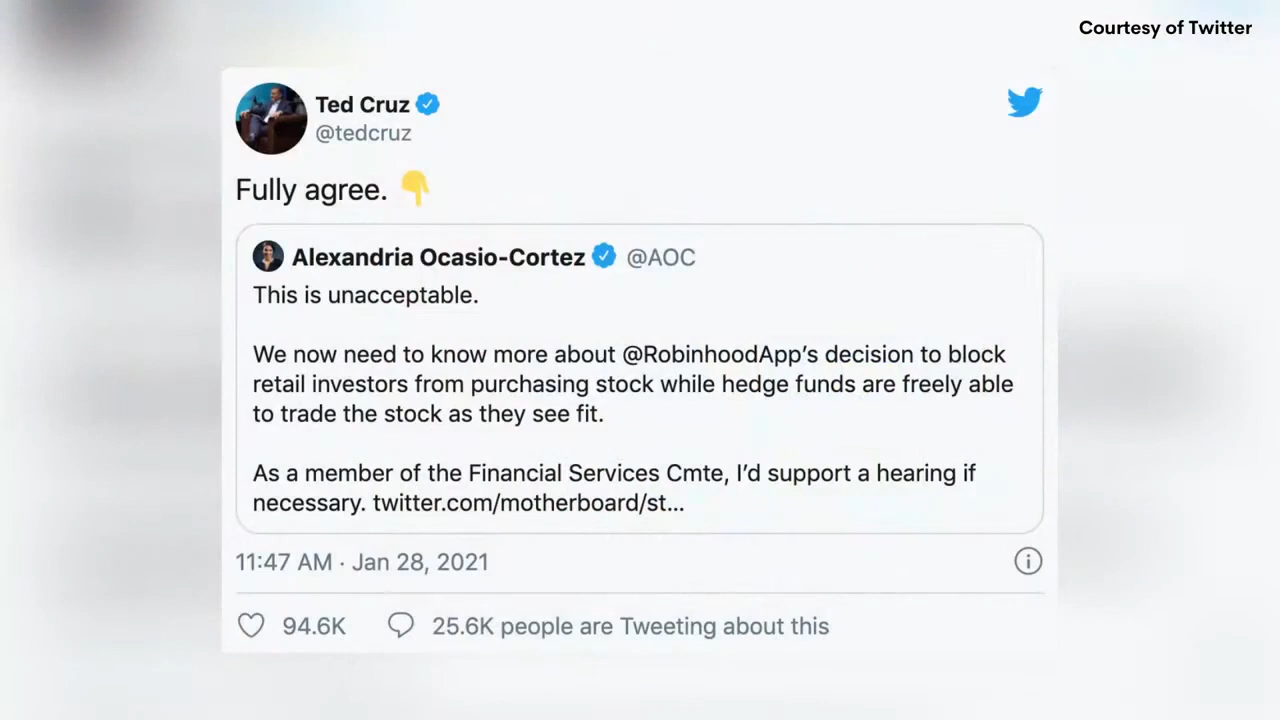 Courtesy of Twitter
Ted Cruz
@tedcruz
Fully agree. 👇
Alexandria Ocasio-Cortez @AOC
This is unacceptable.
We now need to know more about @RobinhoodApp’s decision to block
retail investors from purchasing stock while hedge funds are freely able
to trade the stock as they see fit.
As a member of the Financial Services Cmte, I’d support a hearing if
necessary. twitter.com/motherboard/st...
11:47 AM · Jan 28, 2021
94.6K 25.6K people are Tweeting about this